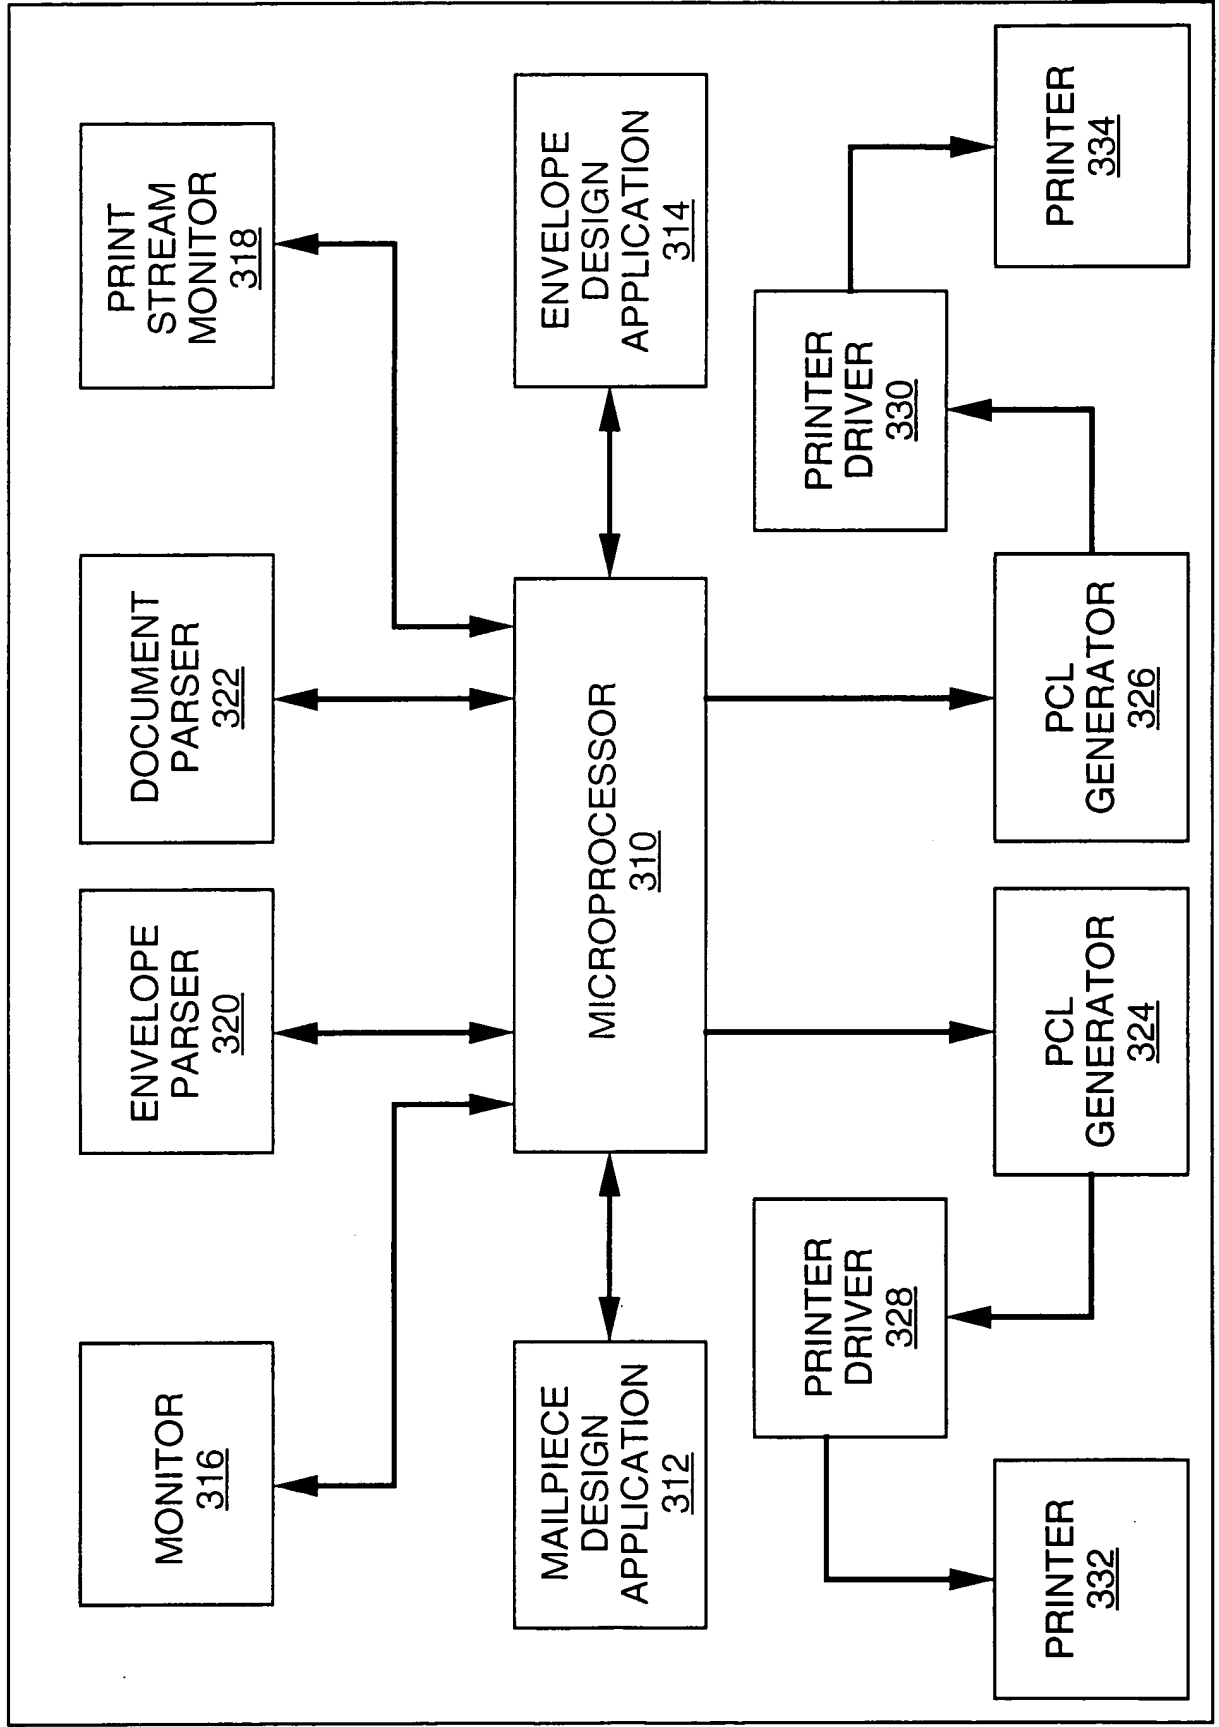 MONITOR
316
ENVELOPE
PARSER
320
DOCUMENT
PARSER
322
PRINT
STREAM
MONITOR
318
MAILPIECE
DESIGN
APPLICATION
312
MICROPROCESSOR
310
ENVELOPE
DESIGN
APPLICATION
314
PRINTER
DRIVER
328
PRINTER
DRIVER
330
PRINTER
332
PCL
GENERATOR
324
PCL
GENERATOR
326
PRINTER
334